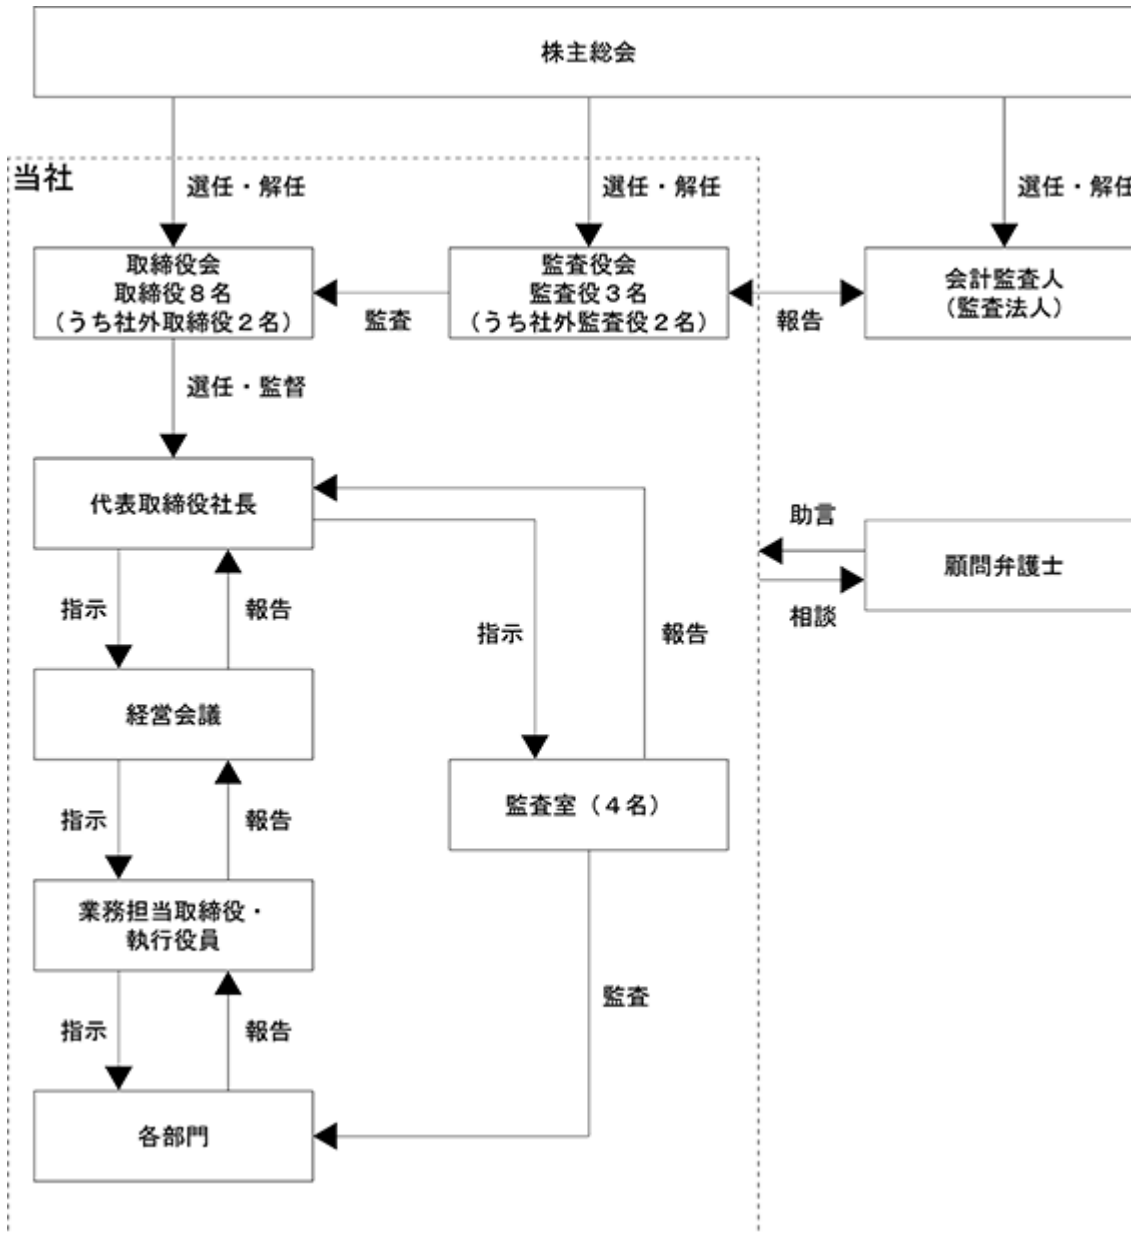 株主総会
当社
選任・解任
選任・解任
選任・解任
取締役会
取締役8名
（うち社外取締役2名）
監査
監査役会
監査役3名
（うち社外監査役2名）
報告
会計監査人
（監査法人）
選任・監督
代表取締役社長
助言
顧問弁護士
相談
指示
報告
指示
報告
経営会議
監査室（4名）
指示
報告
業務担当取締役・
執行役員
監査
指示
報告
各部門